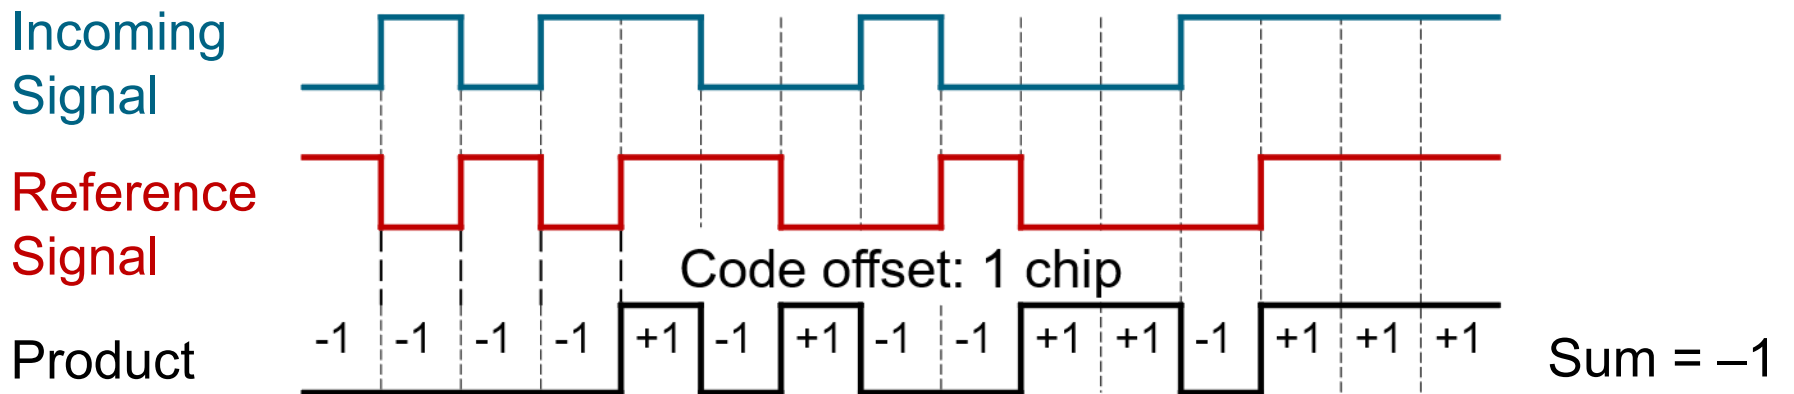 Incoming
Signal
Reference
Signal
Code offset: 1 chip
-1 -1 -1 -1 +1 -1 +1 -1 -1 +1 +1 -1 +1 +1 +1
Product
Sum = –1